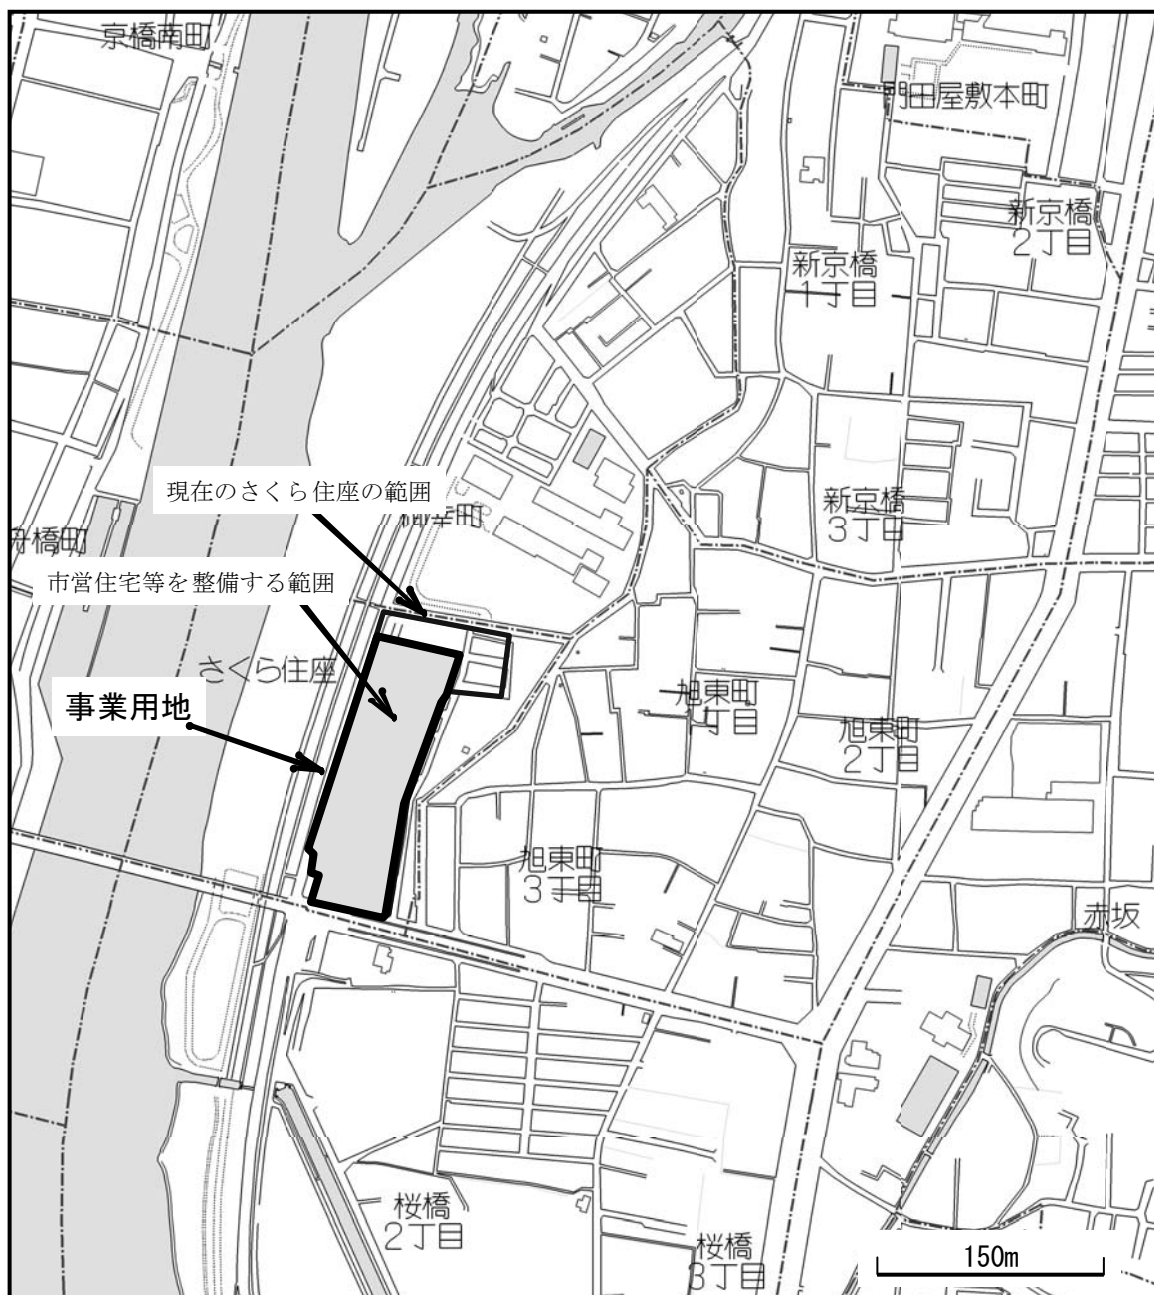 京橋南町
門田屋敷本町
新京橋
2丁目
新京橋
1丁目
現在のさくら住座の範囲
御幸町
新京橋
3丁目
舟橋町
市営住宅等を整備する範囲
さくら住座
事業用地
旭東町
1丁目
旭東町
2丁目
旭東町
3丁目
赤坂
桜橋
2丁目
桜橋
3丁目
150m